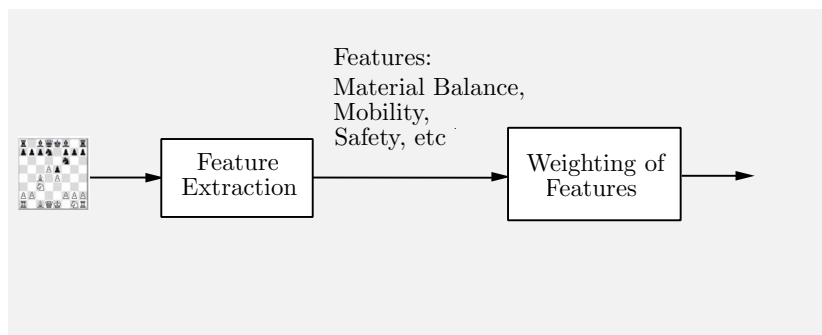 Features:
Material Balance,
Mobility,
Safety, etc
Feature
Extraction
Weighting of
Features